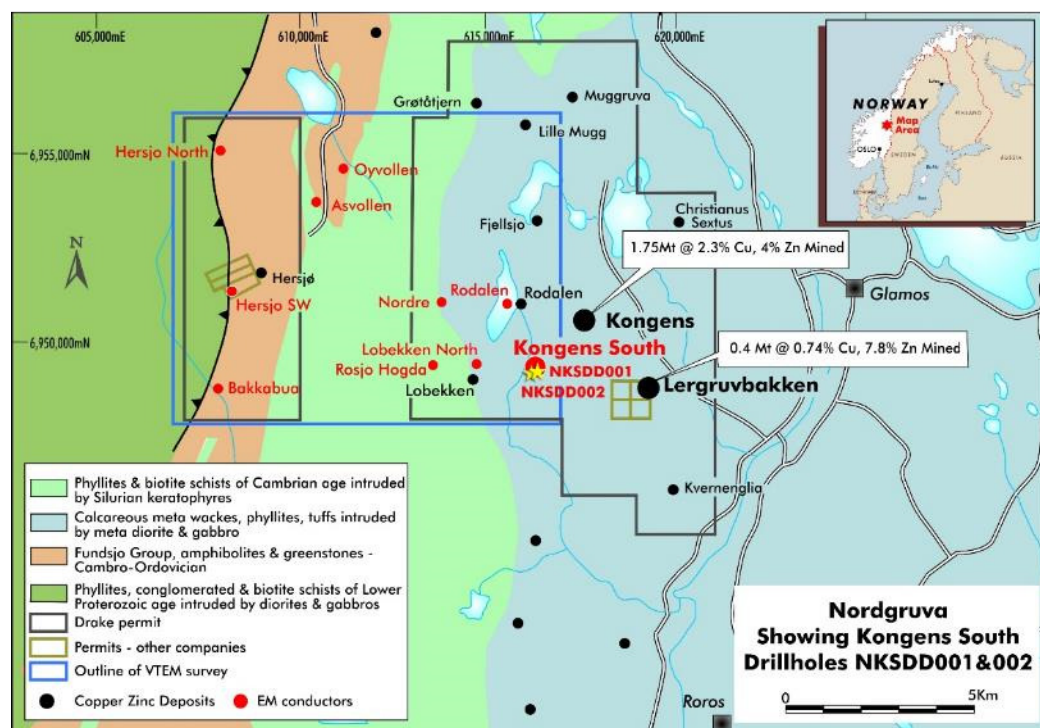 605,000mE
610,000mE
615,000mE
620,000mE
6,955,000mN
6,950,000mN
N
Grøtåtjern
Muggruva
Lille Mugg
Hersjo North
Oyvollen
Asvollen
Fjellsjo
Christianus
Sextus
1.75Mt @ 2.3% Cu, 4% Zn Mined
Hersjø
Hersjo SW
Nordre
Rodalen
Rodalen
Kongens
Glamos
Kongens South
0.4 Mt @ 0.74% Cu, 7.8% Zn Mined
Lobekken North
Rosjo Hogda
NKSDD001
NKSDD002
Lobekken
Bakkabua
Lergruvbakken
Kvernenglia
Roros
NORWAY
Map
Area
OSLO
SWEDEN
FINLAND
RUSSIA
Phyllites & biotite schists of Cambrian age intruded
by Silurian keratophyres
Calcareous meta wackes, phyllites, tuffs intruded
by meta diorite & gabbro
Fundsjo Group, amphibolites & greenstones -
Cambro-Ordovician
Phyllites, conglomerated & biotite schists of Lower
Proterozoic age intruded by diorites & gabbros
Drake permit
Permits - other companies
Outline of VTEM survey
Copper Zinc Deposits
EM conductors
Nordgruva
Showing Kongens South
Drillholes NKSDD001&002
0
5Km